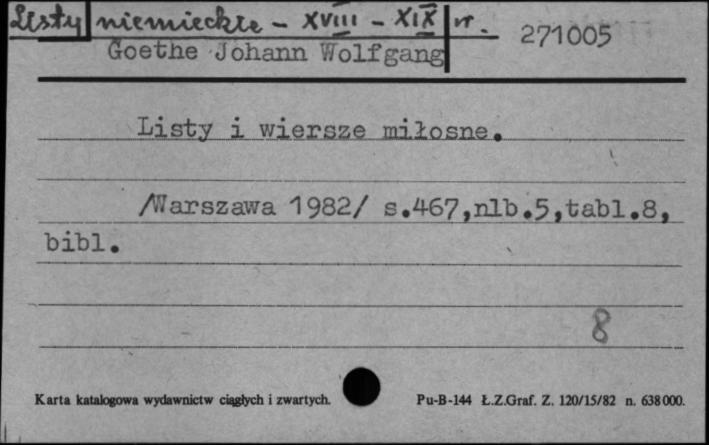 Listy niemieckie - XVIII - XIX w.
271005
Goethe Johann Wolfgang
Listy i wiersze miłosne.
/Warszawa 1982/ s.467,nlb.5,tabl.8,
bibl.
8
Karta katalogowa wydawnictw ciągłych i zwartych. Pu-B-144 Ł.Z.Graf. Z. 120/15/82 n. 638000.